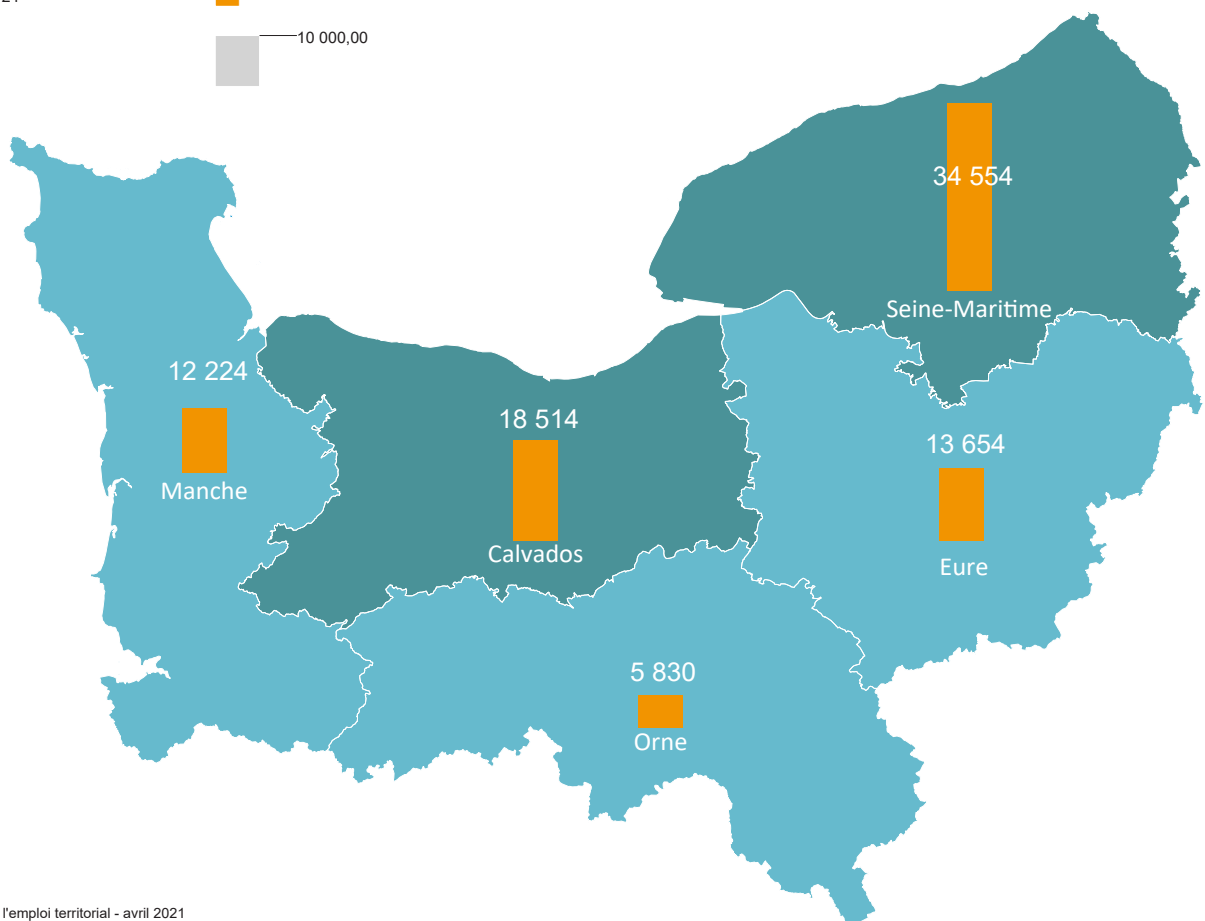 10 000,00
34 554
Seine-Maritime
12 224
Manche
18 514
Calvados
13 654
Eure
5 830
Orne
l'emploi territorial - avril 2021